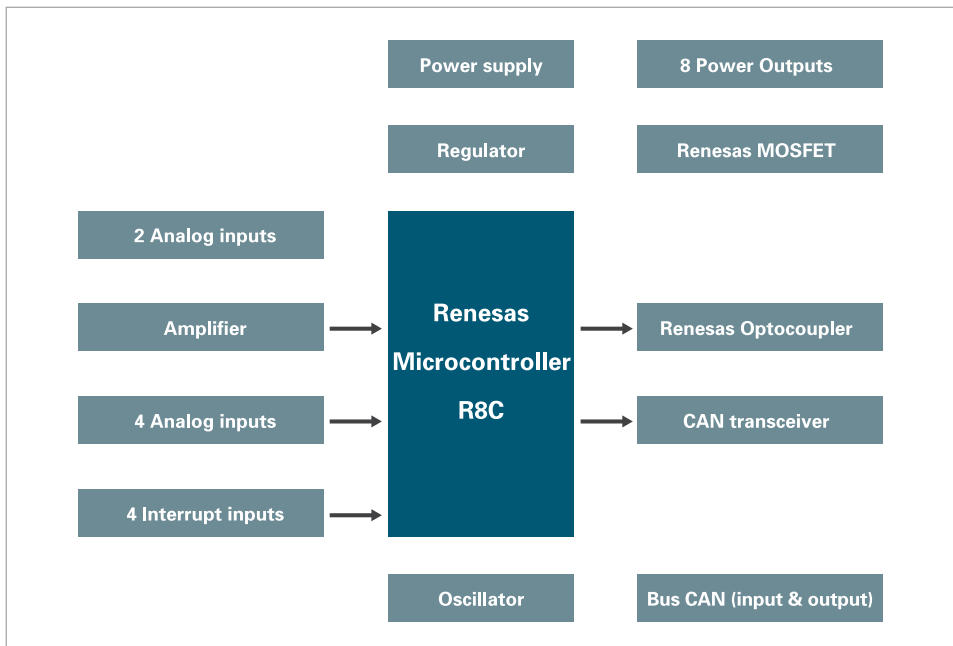 Power supply
8 Power Outputs
Regulator
Renesas MOSFET
2 Analog inputs
Amplifier
Renesas
Microcontroller
R8C
Renesas Optocoupler
4 Analog inputs
CAN transceiver
4 Interrupt inputs
Oscillator
Bus CAN (input & output)